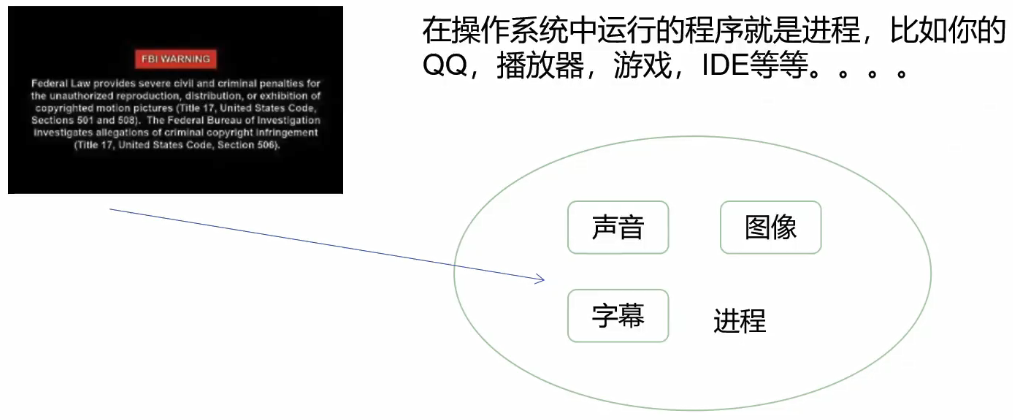 FBI WARNING
Federal Law provides severe civil and criminal penalties for
the unauthorized reproduction, distribution, or exhibition of
copyrighted motion pictures (Title 17, United States Code,
Sections 501 and 508). The Federal Bureau of Investigation
investigates allegations of criminal copyright infringement
(Title 17, United States Code, Section 506).
在操作系统中运行的程序就是进程，比如你的
QQ，播放器，游戏，IDE等等。。。。
声音
图像
字幕
进程